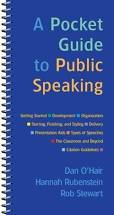 A Pocket
Guide
to Public
Speaking
Getting Started • Development • Organization
Starting, Finishing, and Styling • Delivery
Presentation Aids • Types of Speeches
The Classroom and Beyond
Citation Guidelines
Dan O'Hair
Hannah Rubenstein
Rob Stewart